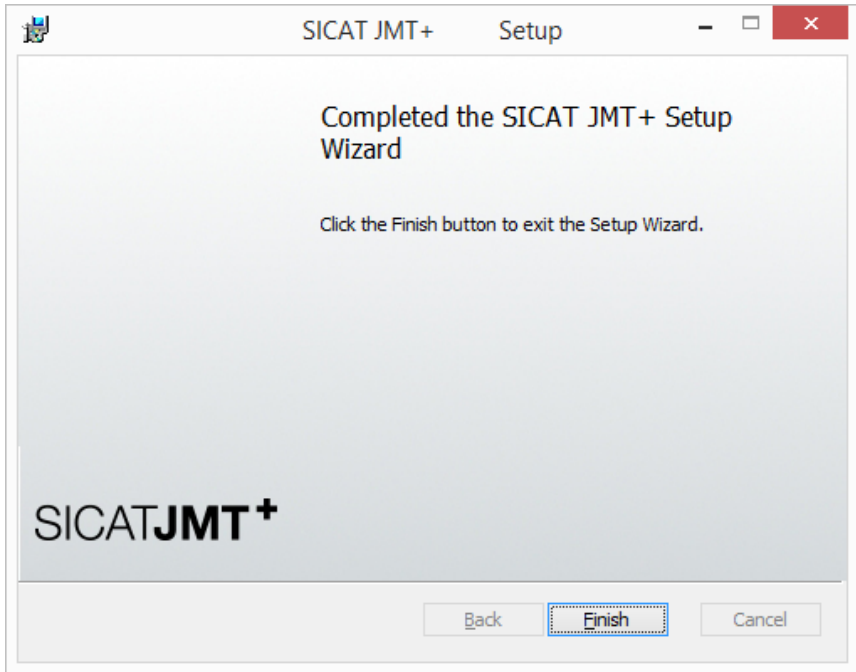 SICAT JMT+ Setup
Completed the SICAT JMT+ Setup
Wizard
Click the Finish button to exit the Setup Wizard.
SICATJMT+
Back Finish Cancel